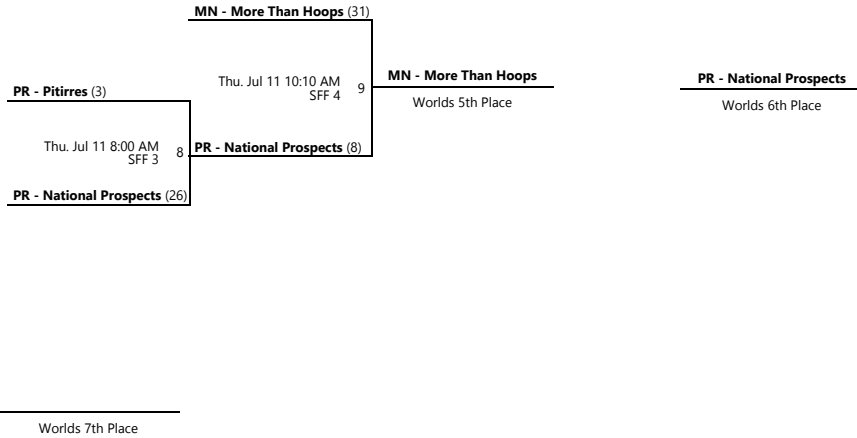 MN - More Than Hoops (31)
Thu. Jul 11 10:10 AM
SFF 4
9
MN - More Than Hoops
Worlds 5th Place
PR - National Prospects
Worlds 6th Place
PR - Pitirres (3)
Thu. Jul 11 8:00 AM
SFF 3
8
PR - National Prospects (8)
PR - National Prospects (26)
Worlds 7th Place